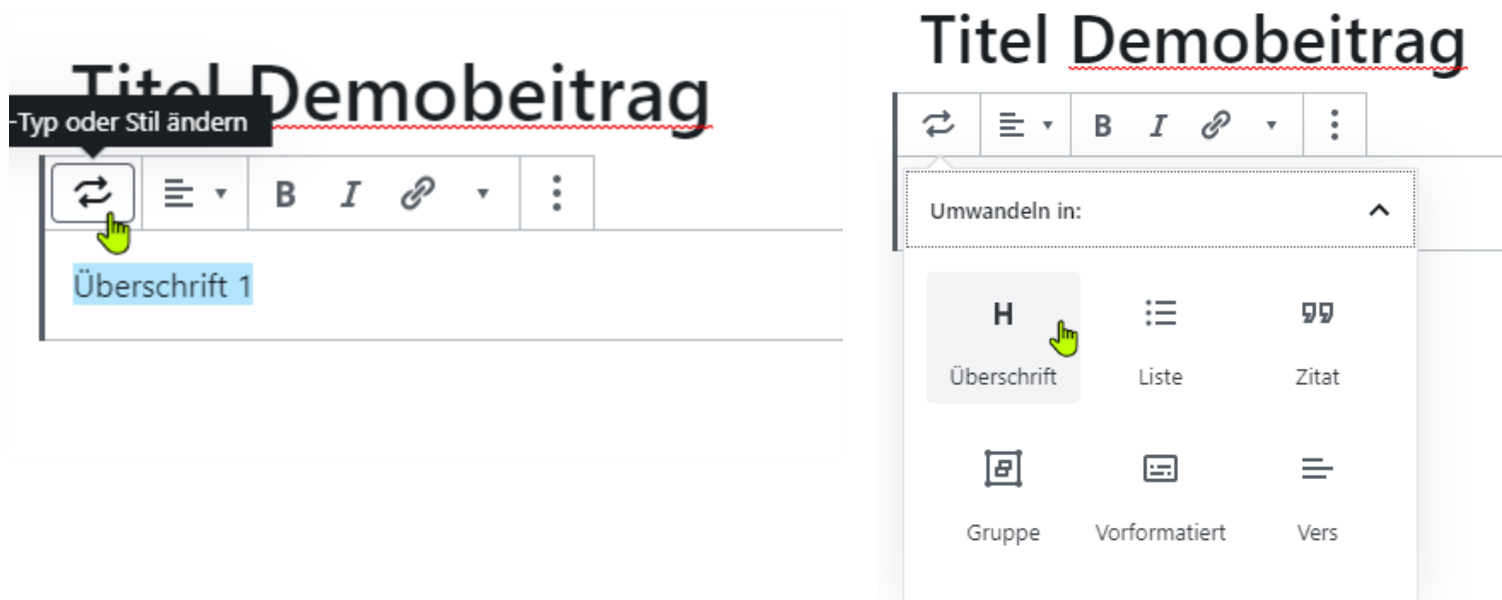 Titel Demobeitrag
-Typ oder Stil ändern
B I
Überschrift 1
Titel Demobeitrag
B I
Umwandeln in:
H
Überschrift Liste Zitat
Gruppe Vorformatiert Vers